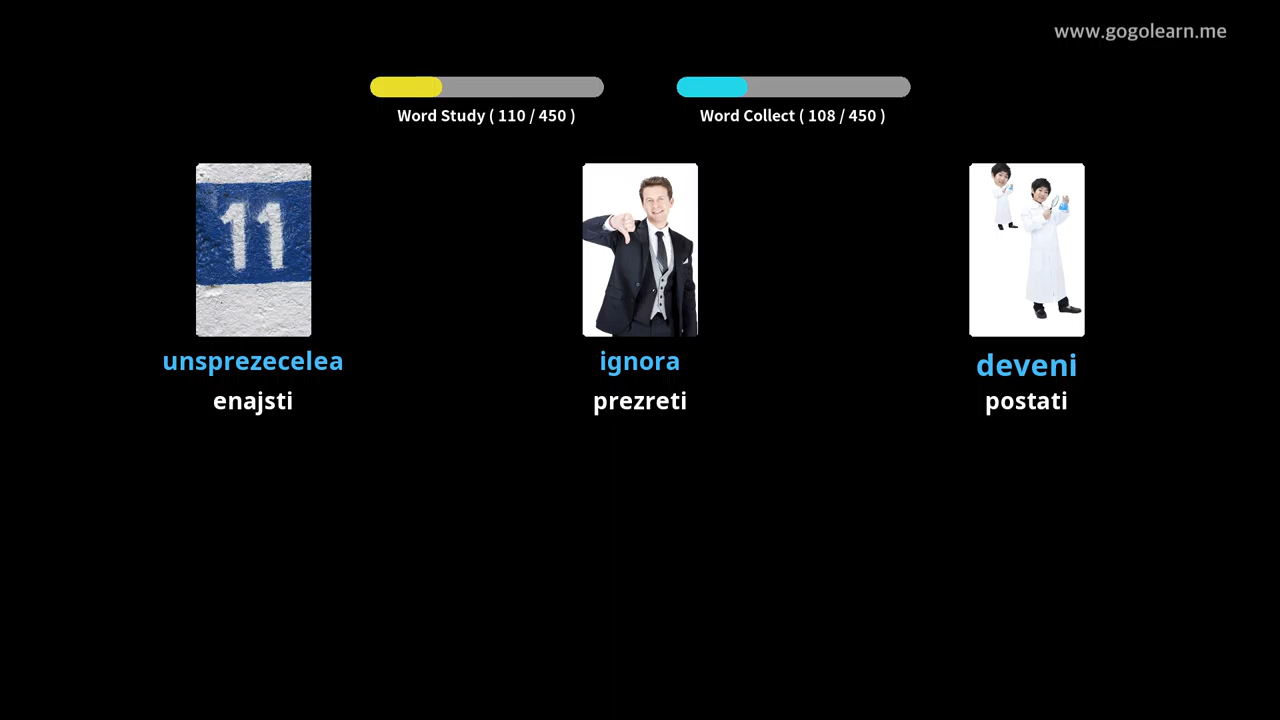 www.gogolearn.me
Word Study ( 110 / 450 )
Word Collect ( 108 / 450 )
11
unsprezecelea
ignora
deveni
enajsti
prezreti
postati